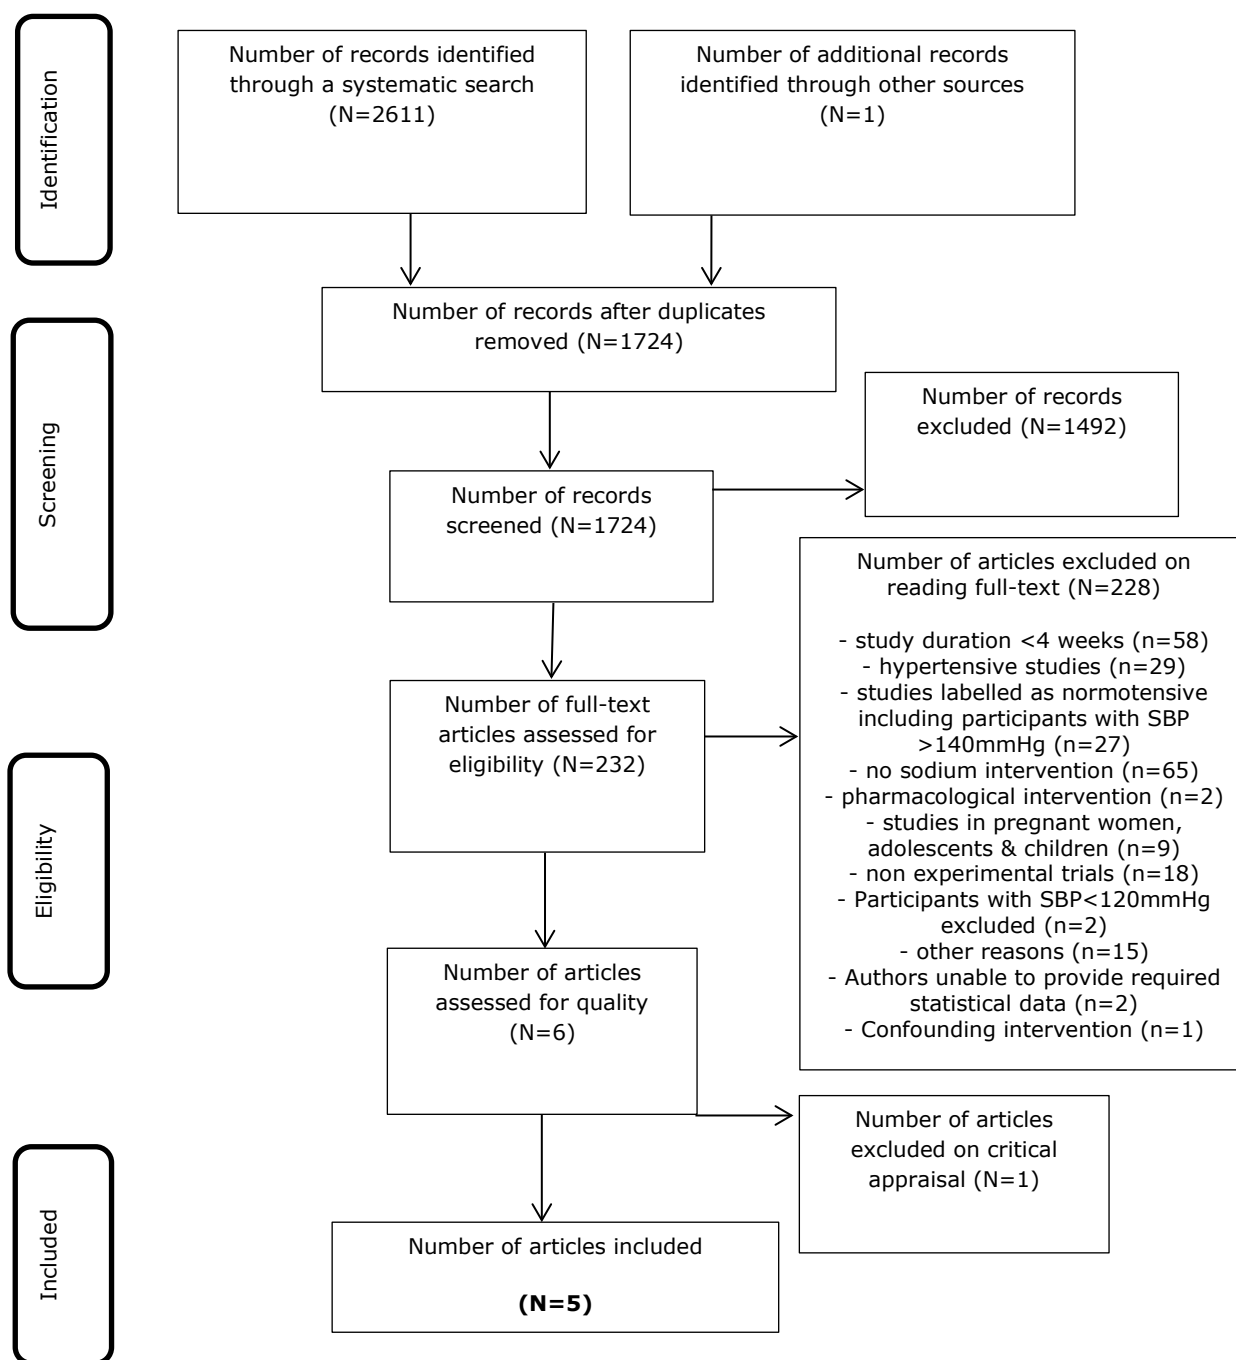 Identification
Number of records identified
through a systematic search
(N=2611)
Number of additional records
identified through other sources
(N=1)
Number of records after duplicates
removed (N=1724)
Screening
Number of records
excluded (N=1492)
Number of records
screened (N=1724)
Number of articles excluded on
reading full-text (N=228)
- study duration <4 weeks (n=58)
- hypertensive studies (n=29)
- studies labelled as normotensive
including participants with SBP
>140mmHg (n=27)
- no sodium intervention (n=65)
- pharmacological intervention (n=2)
- studies in pregnant women,
adolescents & children (n=9)
- non experimental trials (n=18)
- Participants with SBP<120mmHg
excluded (n=2)
- other reasons (n=15)
- Authors unable to provide required
statistical data (n=2)
- Confounding intervention (n=1)
Eligibility
Number of full-text
articles assessed for
eligibility (N=232)
Number of articles
assessed for quality
(N=6)
Number of articles
excluded on critical
appraisal (N=1)
Included
Number of articles included
(N=5)